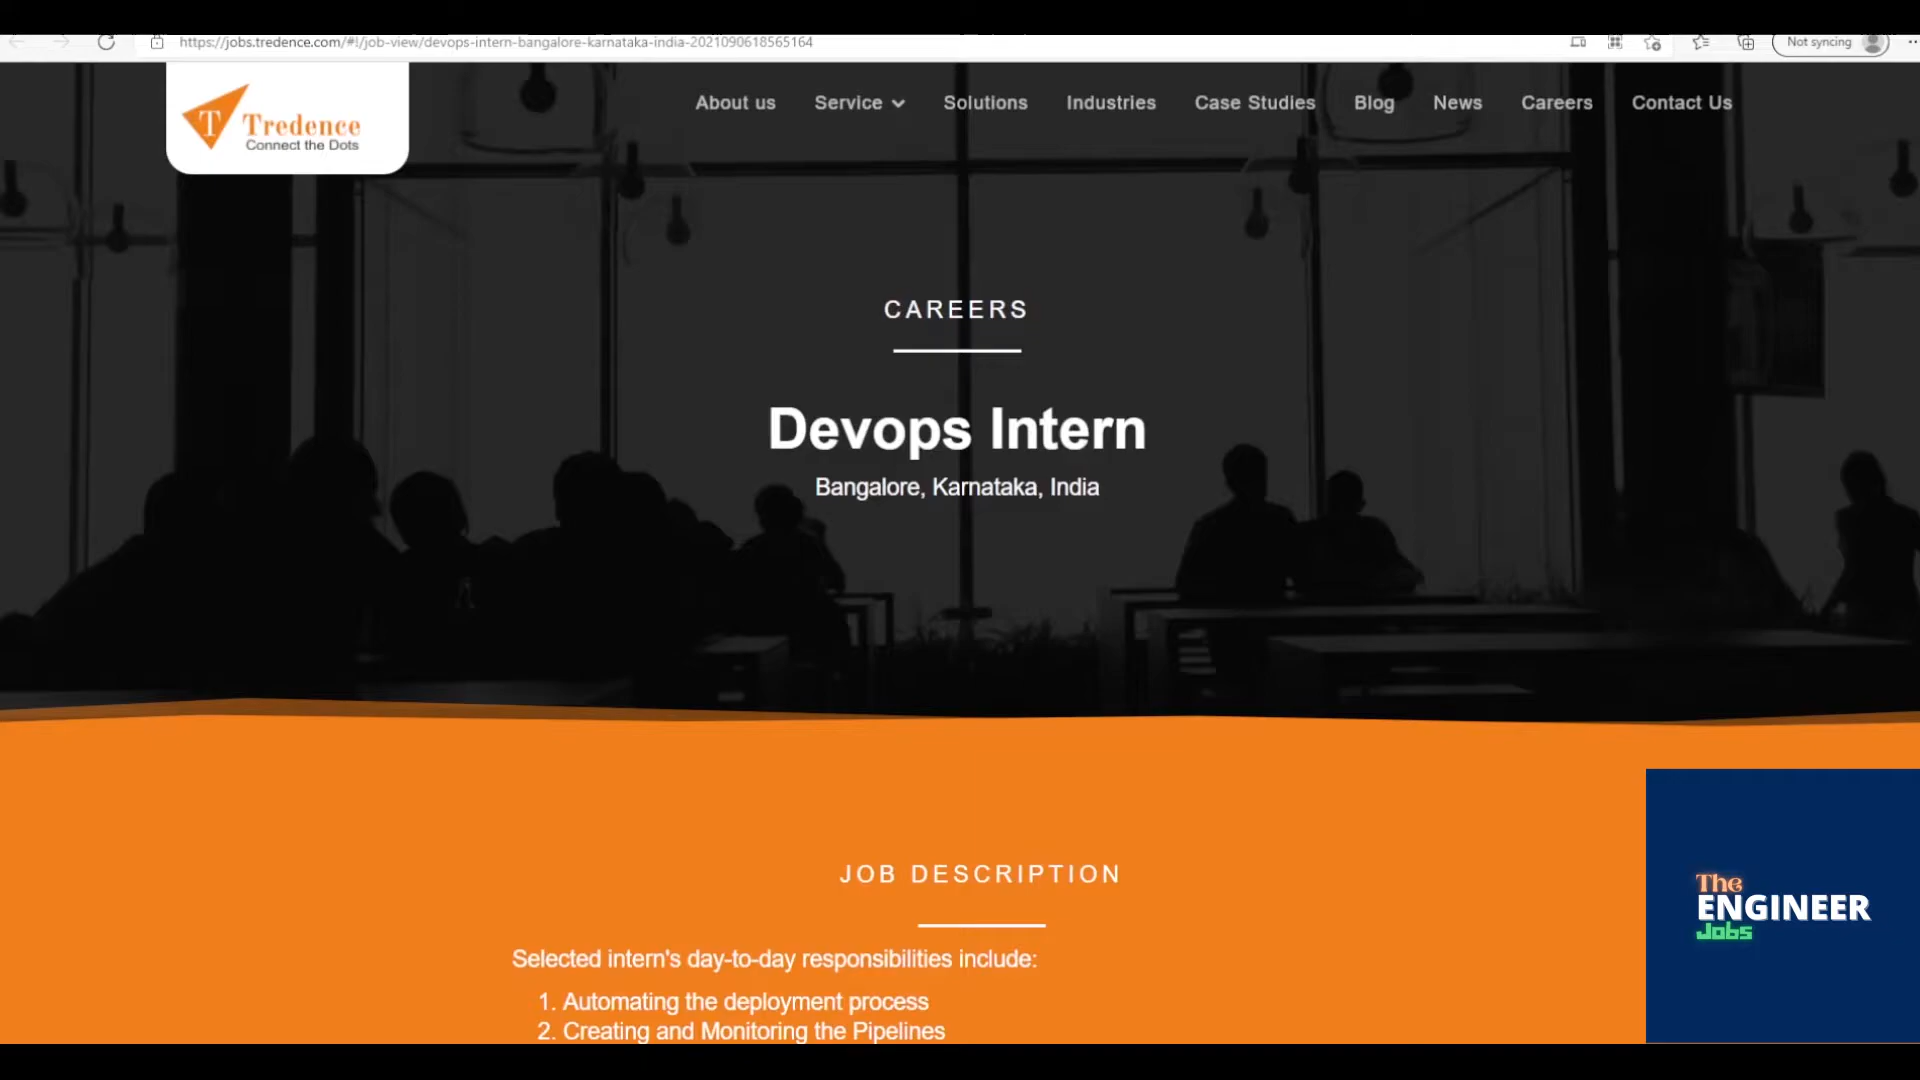 https://jobs.tredence.com/#!/job-view/devops-intern-bangalore-karnataka-india-2021090618565164
Not syncing
T Tredence
Connect the Dots
About us Service Solutions Industries Case Studies Blog News Careers Contact Us
CAREERS
Devops Intern
Bangalore, Karnataka, India
JOB DESCRIPTION
Selected intern's day-to-day responsibilities include:
1. Automating the deployment process
2. Creating and Monitoring the Pipelines
The
ENGINEER
Jobs